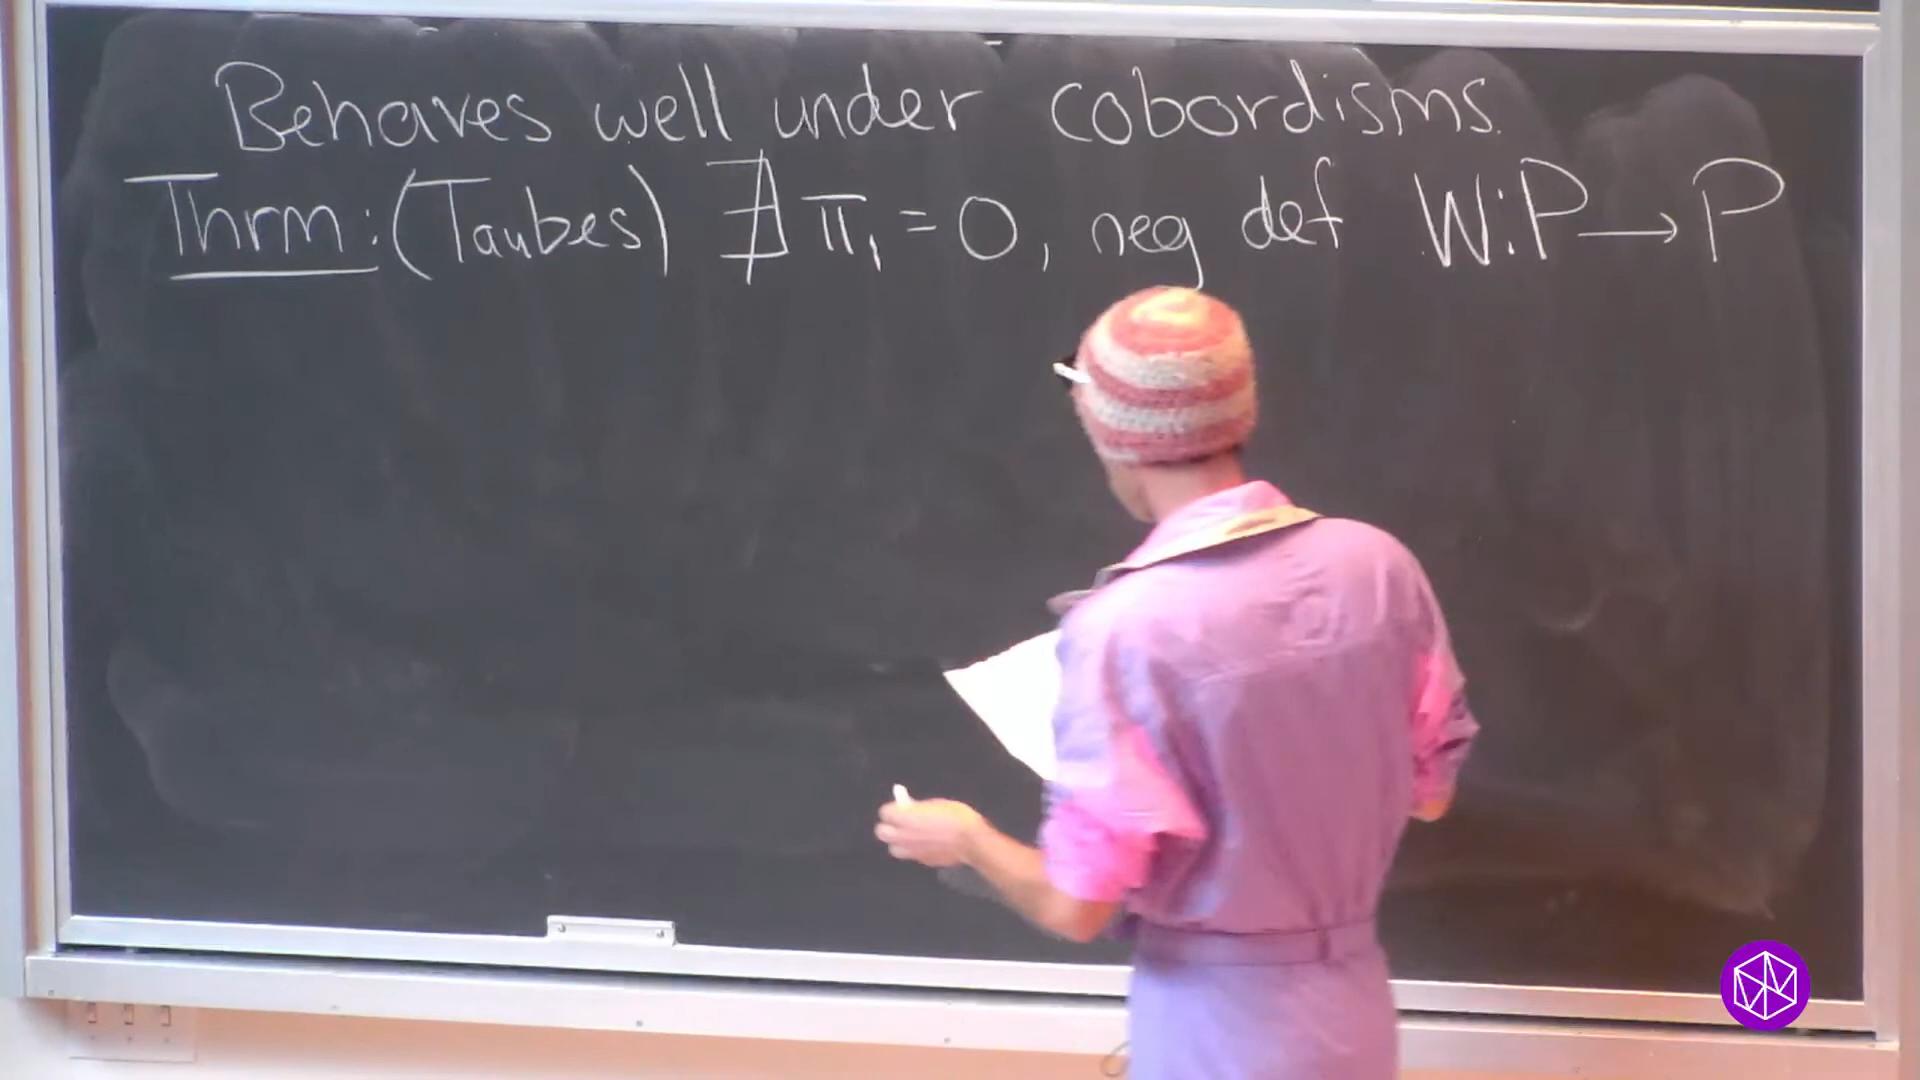 Behaves well under cobordisms.
Thrm: (Taubes) ∄ π₁ = 0, neg def W: P → P